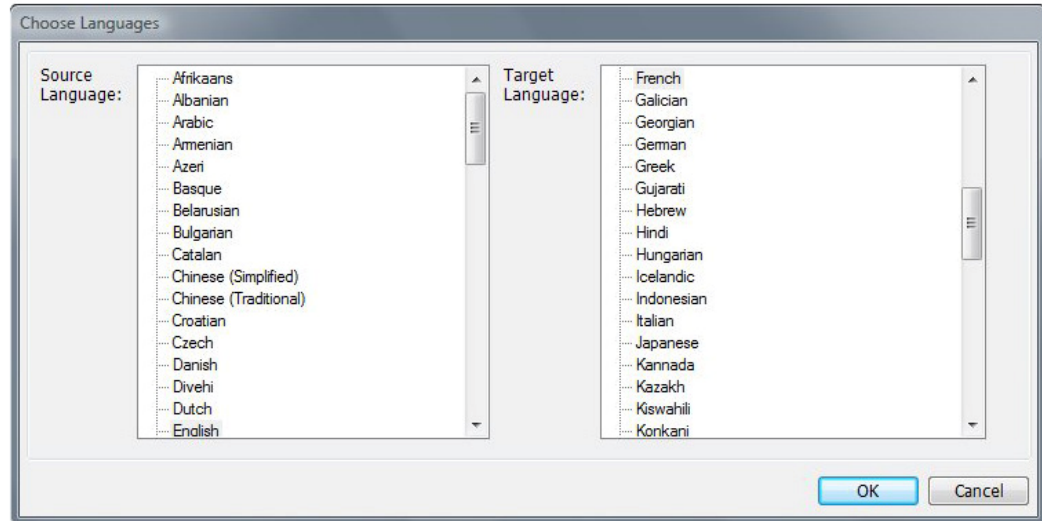 Choose Languages
Source
Language:
Afrikaans
Albanian
Arabic
Armenian
Azeri
Basque
Belarusian
Bulgarian
Catalan
Chinese (Simplified)
Chinese (Traditional)
Croatian
Czech
Danish
Divehi
Dutch
English
Target
Language:
French
Galician
Georgian
German
Greek
Gujarati
Hebrew
Hindi
Hungarian
Icelandic
Indonesian
Italian
Japanese
Kannada
Kazakh
Kiswahili
Konkani
OK
Cancel